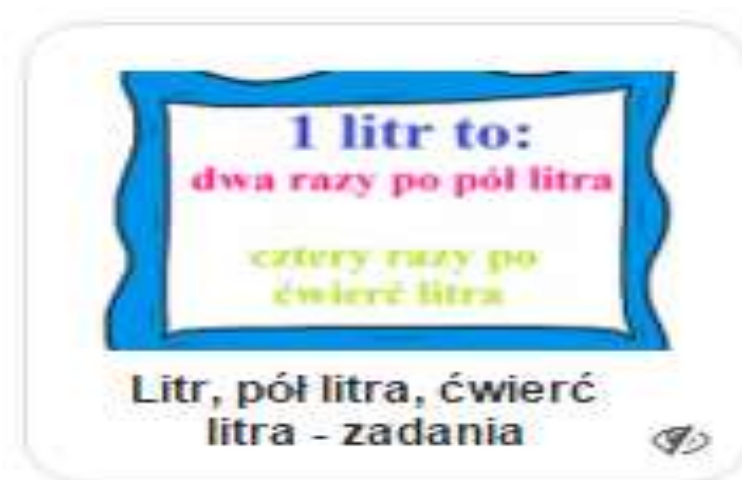 1 litr to:
dwa razy po pół litra
cztery razy po
ćwierć litra
Litr, pół litra, ćwierć
litra - zadania